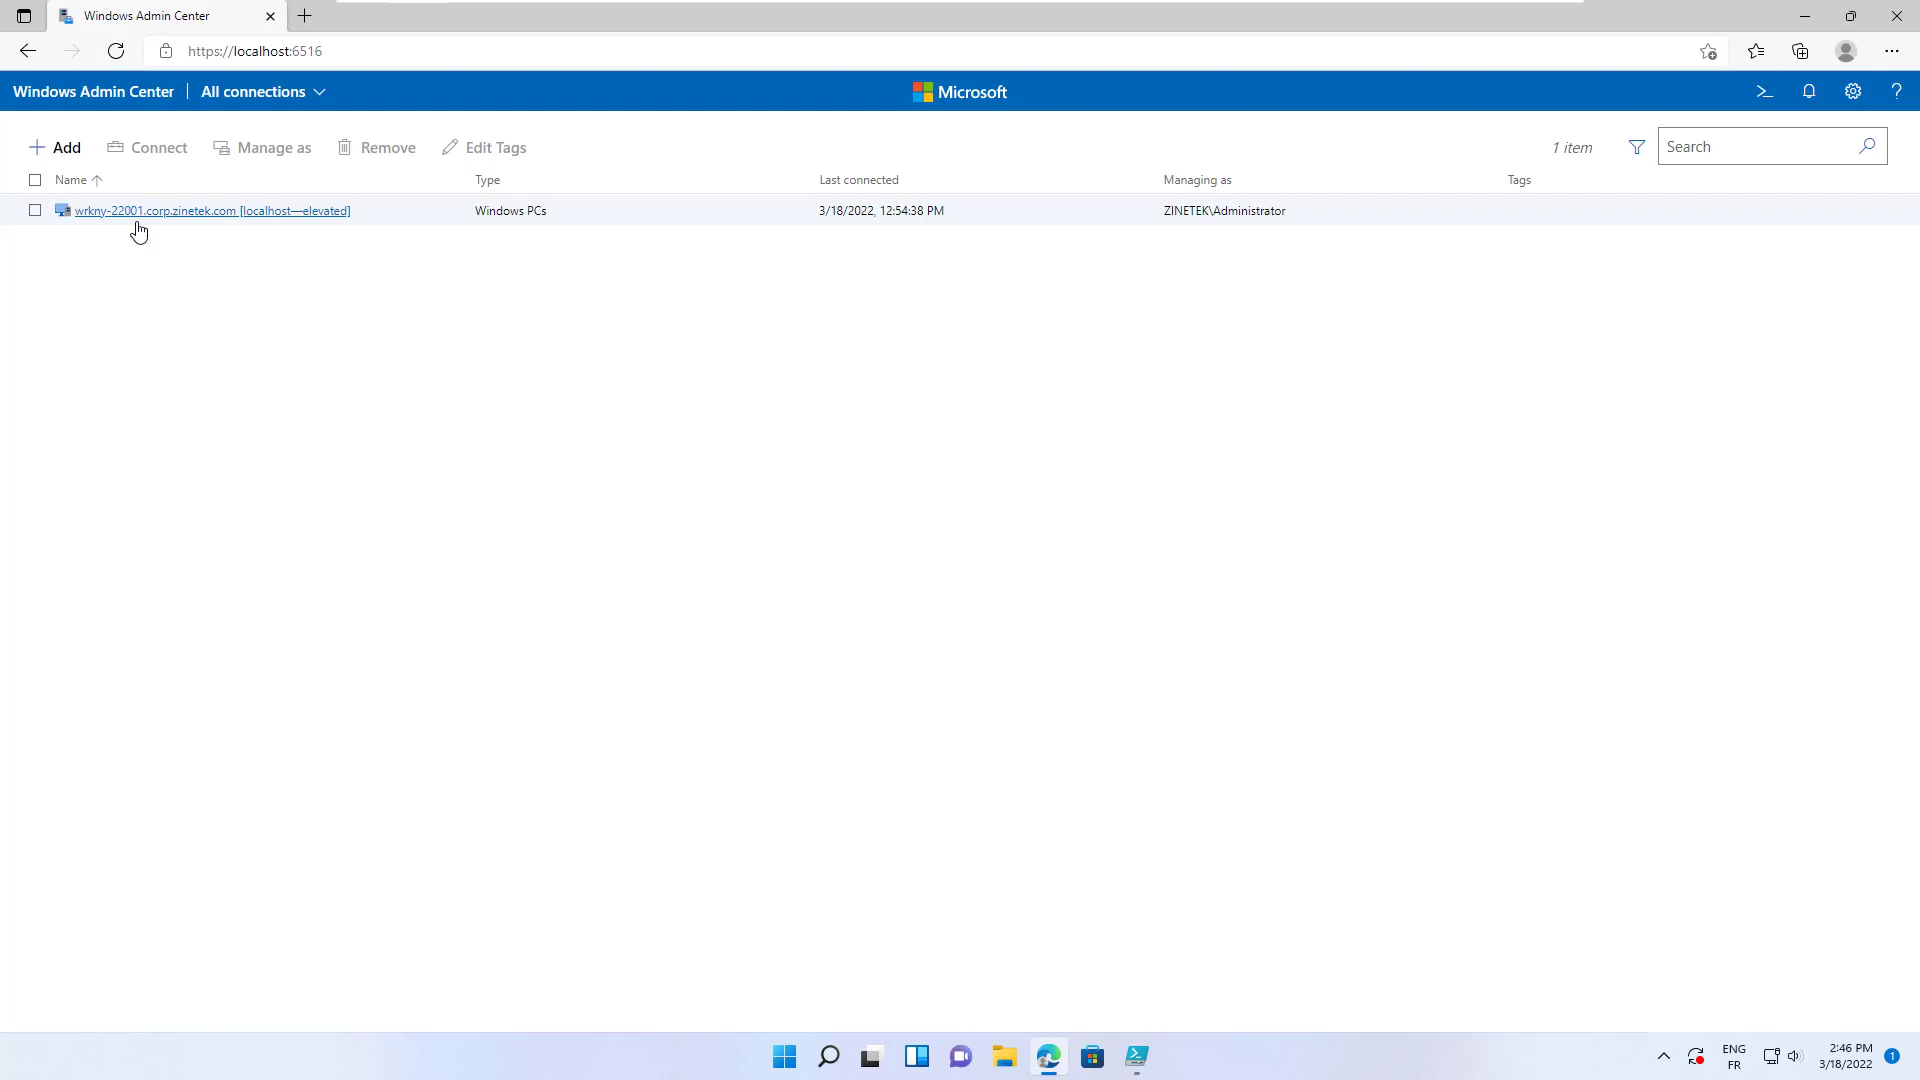 Windows Admin Center
https://localhost:6516
Windows Admin Center | All connections Microsoft
Add Connect Manage as Remove Edit Tags 1 item Search
Name Type Last connected Managing as Tags
wrkny-22001.corp.zinetek.com [localhost—elevated] Windows PCs 3/18/2022, 12:54:38 PM ZINETEK\Administrator
ENG 2:46 PM
FR 3/18/2022 1